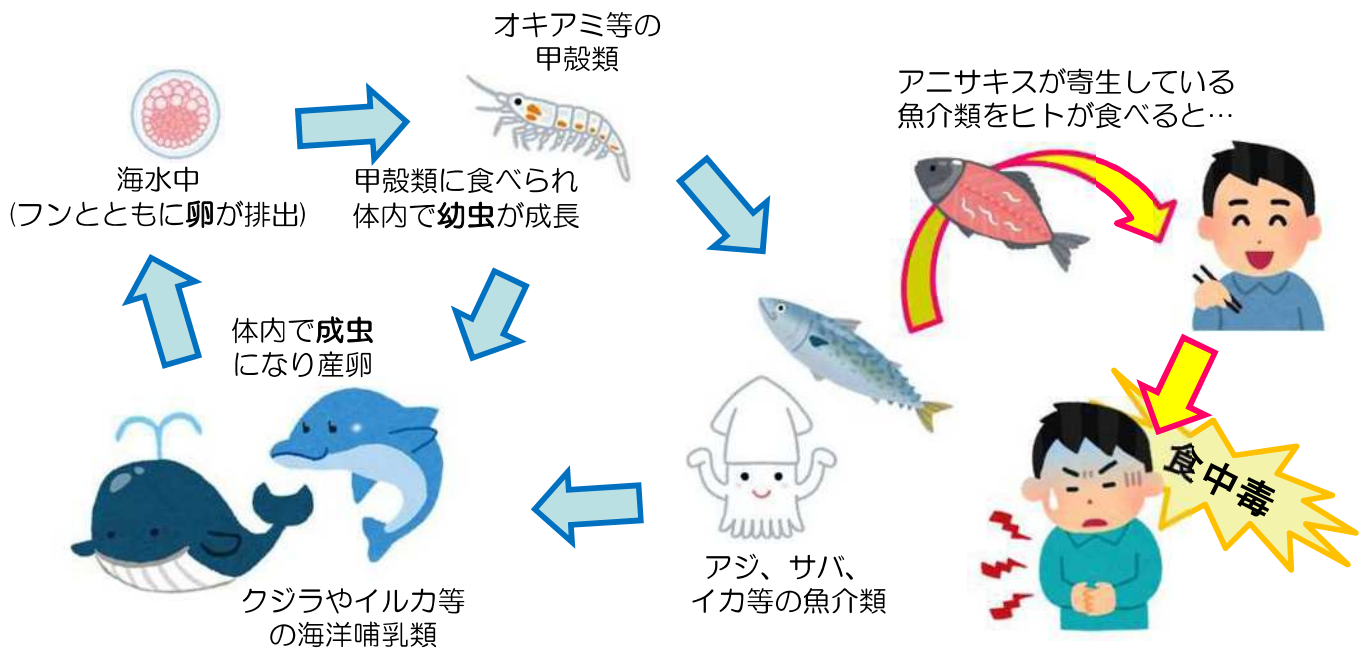 オキアミ等の
甲殻類
海水中
(フンとともに卵が排出)
甲殻類に食べられ
体内で幼虫が成長
体内で成虫
になり産卵
クジラやイルカ等
の海洋哺乳類
アジ、サバ、
イカ等の魚介類
アニサキスが寄生している
魚介類をヒトが食べると…
食中毒